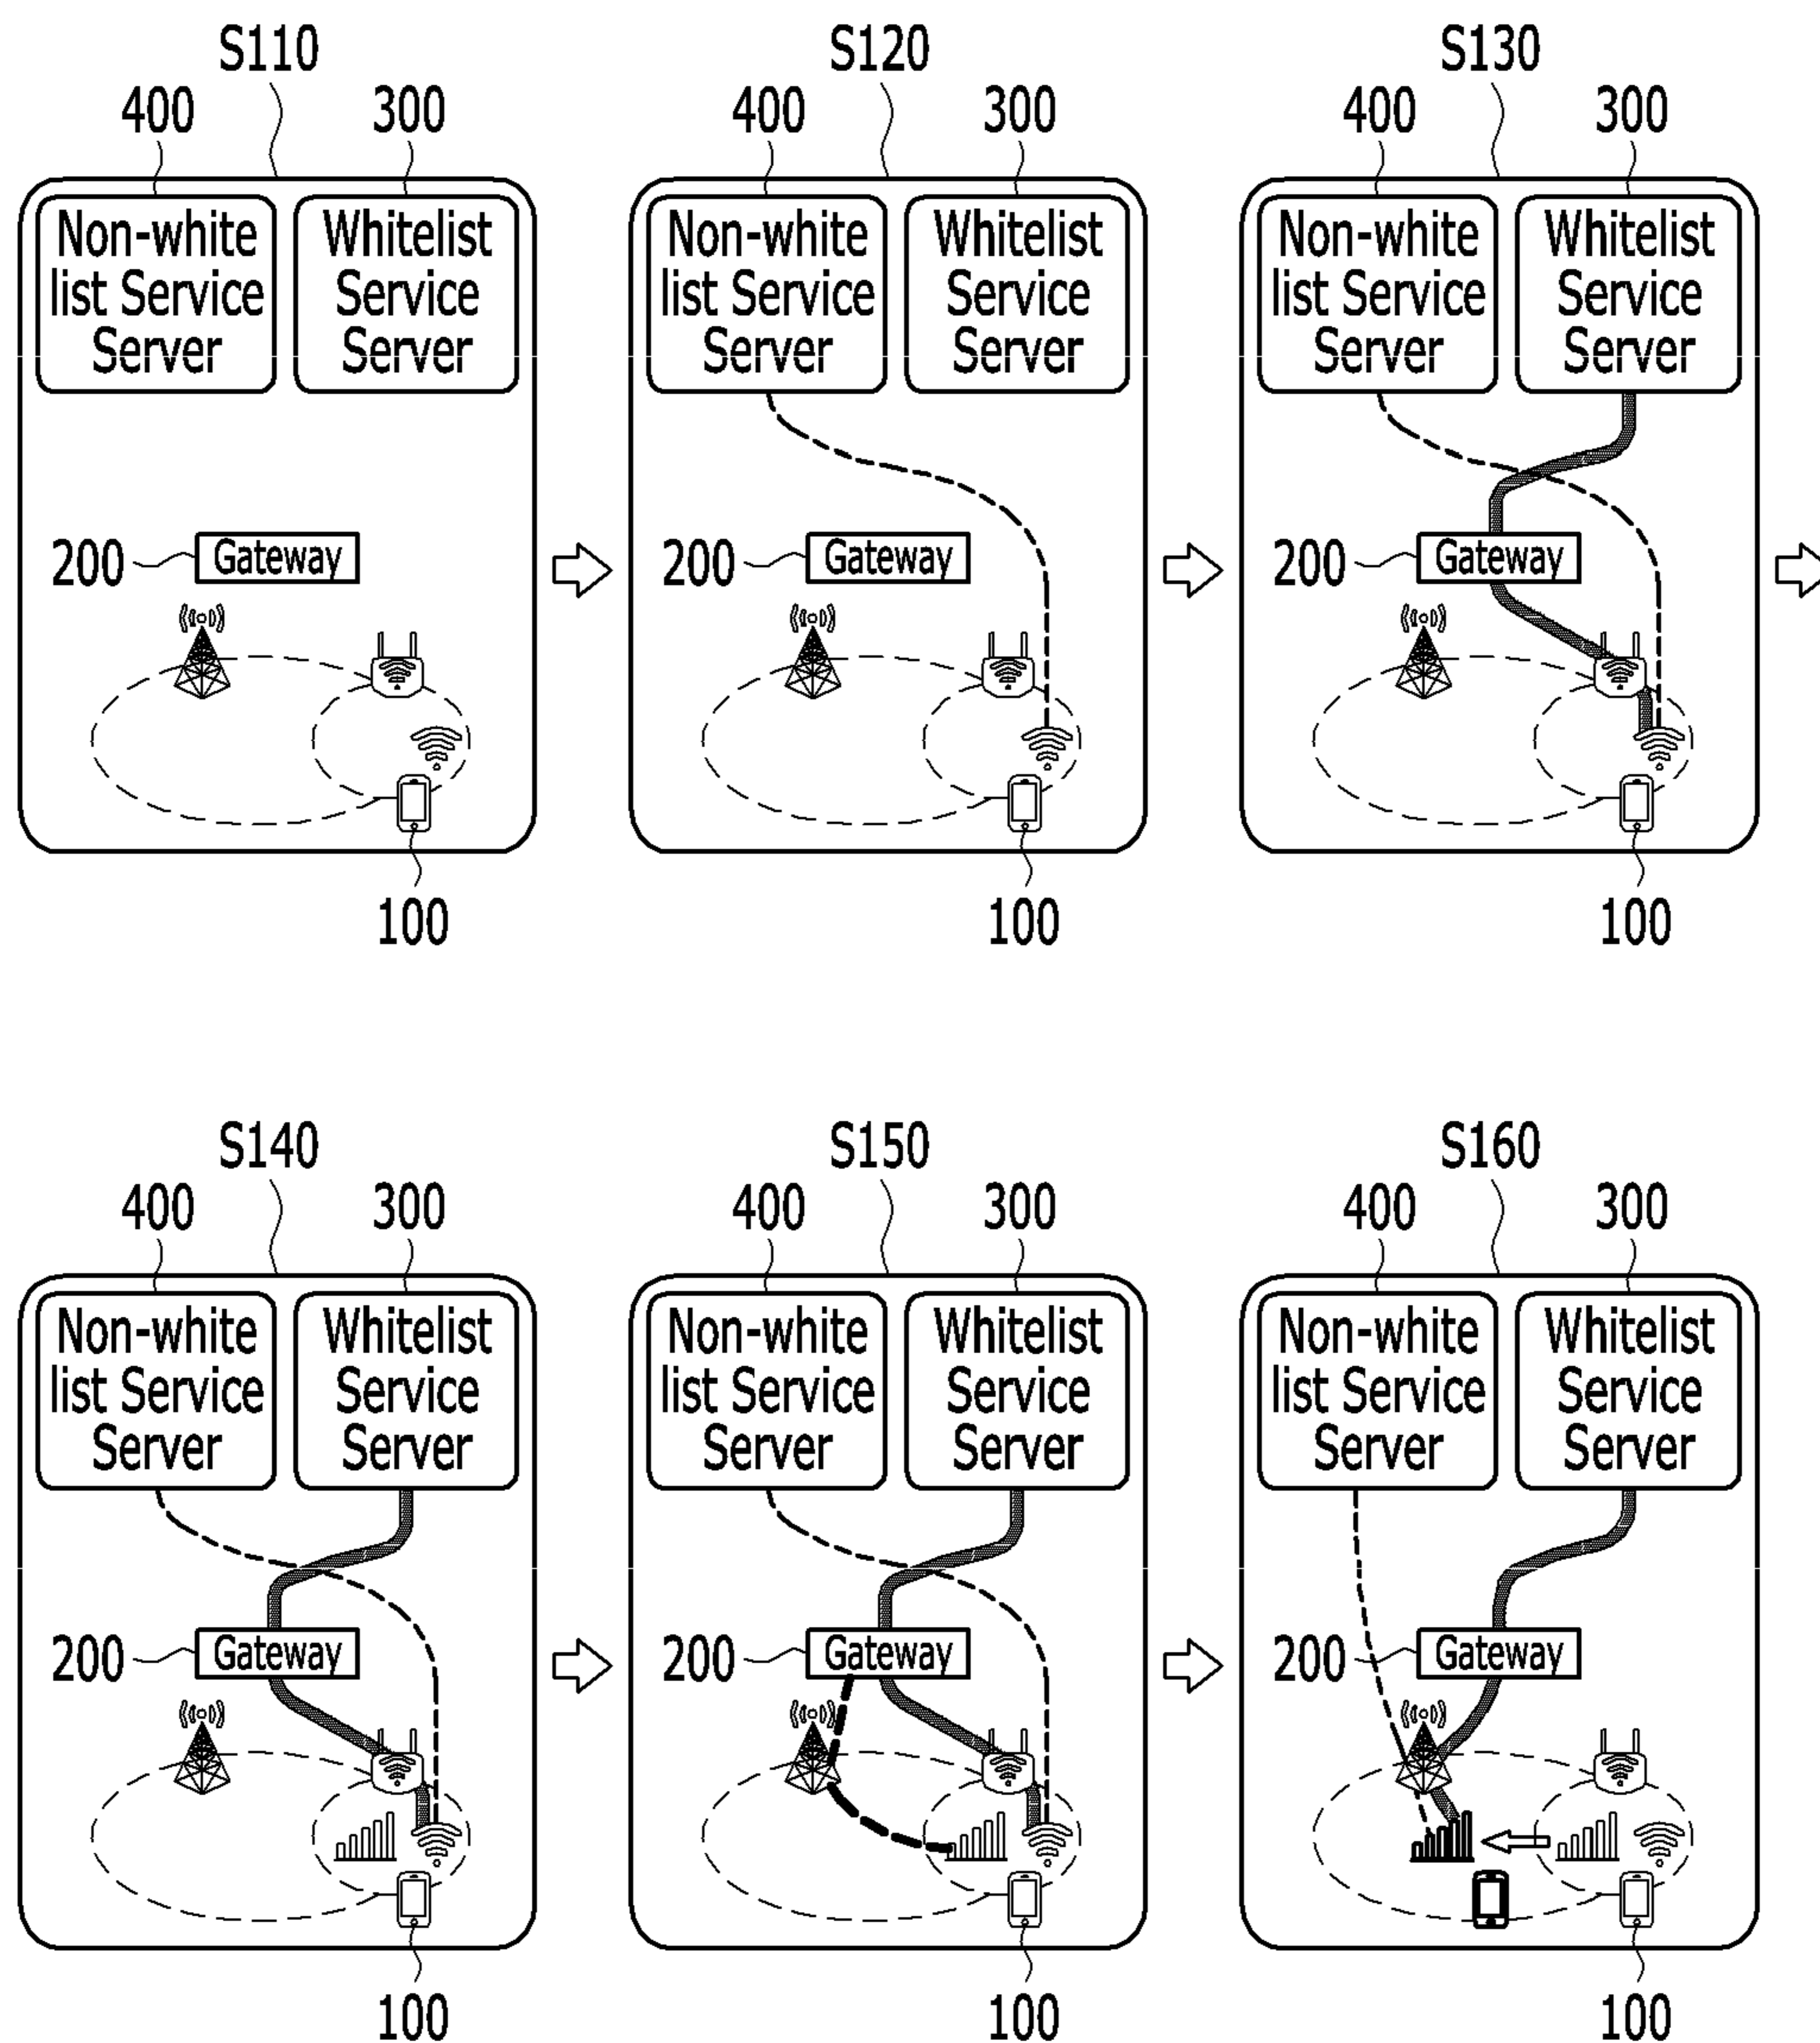 S110
S120
S130
400
300
400
300
400
300
Non-white
list Service
Server
Whitelist
Service
Server
Non-white
list Service
Server
Whitelist
Service
Server
Non-white
list Service
Server
Whitelist
Service
Server
200
Gateway
200
Gateway
200
Gateway
100
100
100
S140
S150
S160
400
300
400
300
400
300
Non-white
list Service
Server
Whitelist
Service
Server
Non-white
list Service
Server
Whitelist
Service
Server
Non-white
list Service
Server
Whitelist
Service
Server
200
Gateway
200
Gateway
200
Gateway
100
100
100